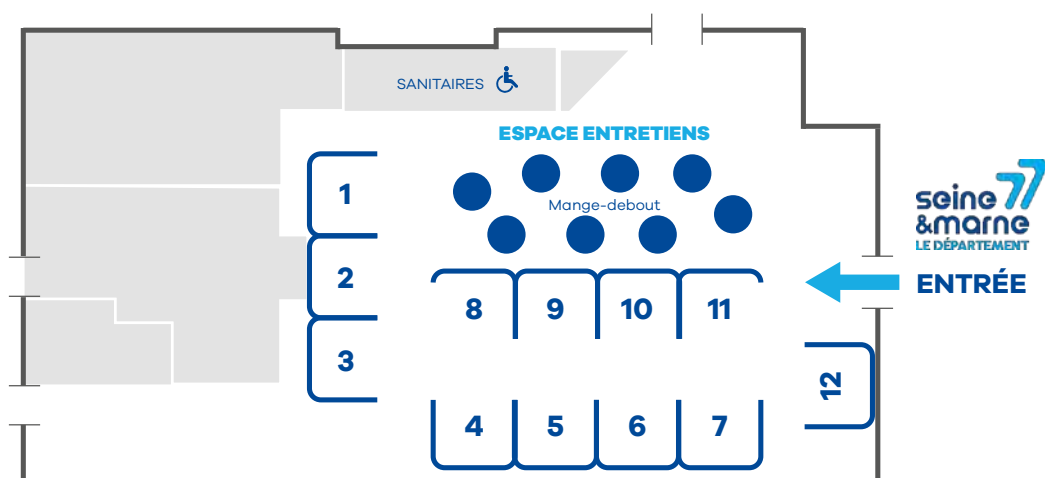 SANITAIRES
ESPACE ENTRETIENS
Mange-debout
1
2
3
8 9 10 11
4 5 6 7
12
seine 77
&marne
LE DÉPARTEMENT
ENTRÉE